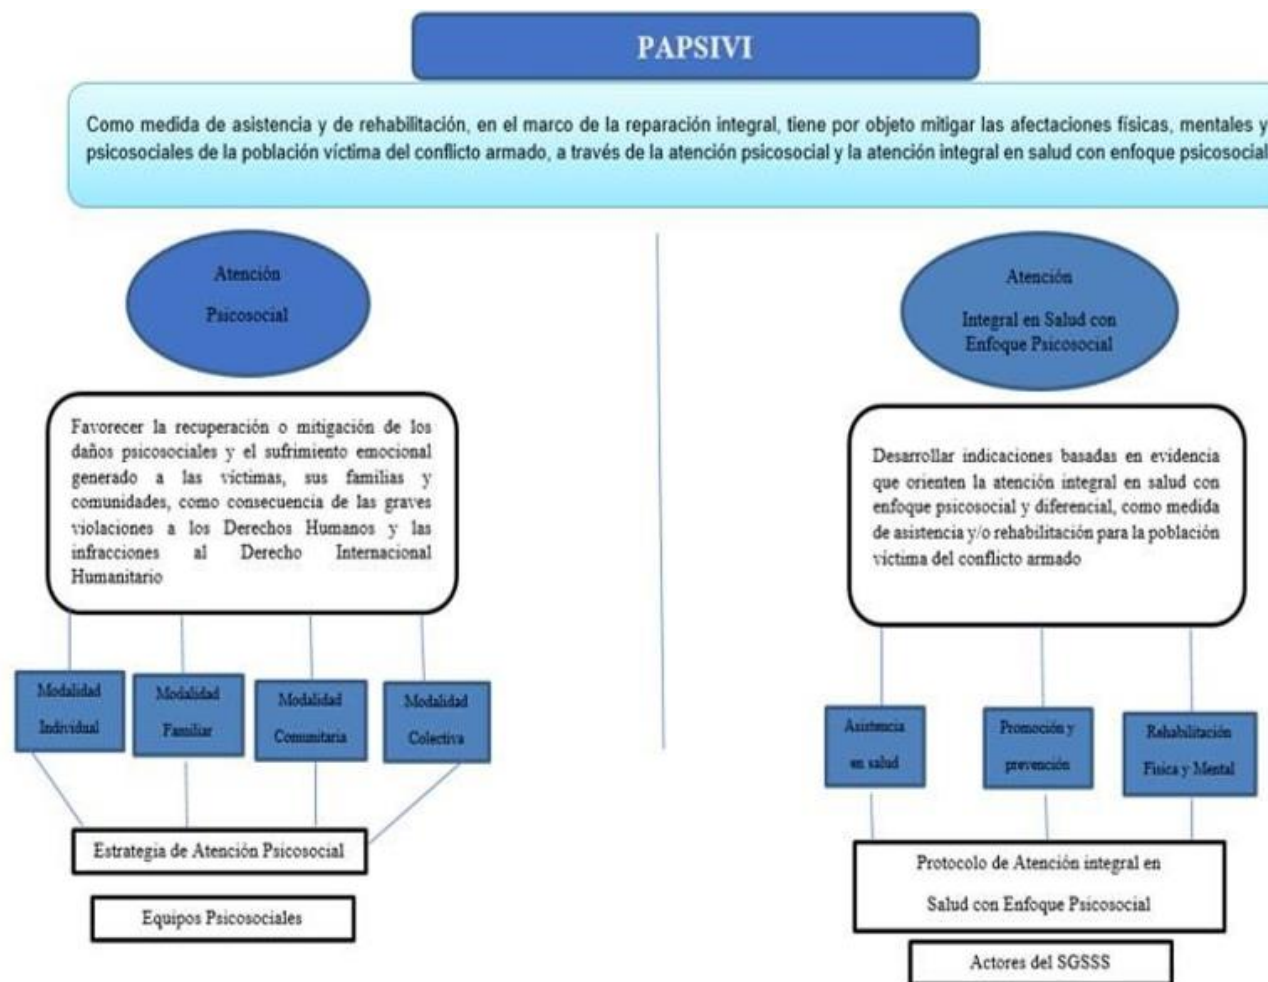 PAPSIVI
Como medida de asistencia y de rehabilitación, en el marco de la reparación integral, tiene por objeto mitigar las afectaciones físicas, mentales y
psicosociales de la población víctima del conflicto armado, a través de la atención psicosocial y la atención integral en salud con enfoque psicosocial
Atención
Psicosocial
Favorecer la recuperación o mitigación de los
daños psicosociales y el sufrimiento emocional
generado a las víctimas, sus familias y
comunidades, como consecuencia de las graves
violaciones a los Derechos Humanos y las
infracciones al Derecho Internacional
Humanitario
Modalidad
Individual
Modalidad
Familiar
Modalidad
Comunitaria
Modalidad
Colectiva
Estrategia de Atención Psicosocial
Equipos Psicosociales
Atención
Integral en Salud con
Enfoque Psicosocial
Desarrollar indicaciones basadas en evidencia
que orienten la atención integral en salud con
enfoque psicosocial y diferencial, como medida
de asistencia y/o rehabilitación para la población
víctima del conflicto armado
Asistencia
en salud
Promoción y
prevención
Rehabilitación
Física y Mental
Protocolo de Atención integral en
Salud con Enfoque Psicosocial
Actores del SGSSS